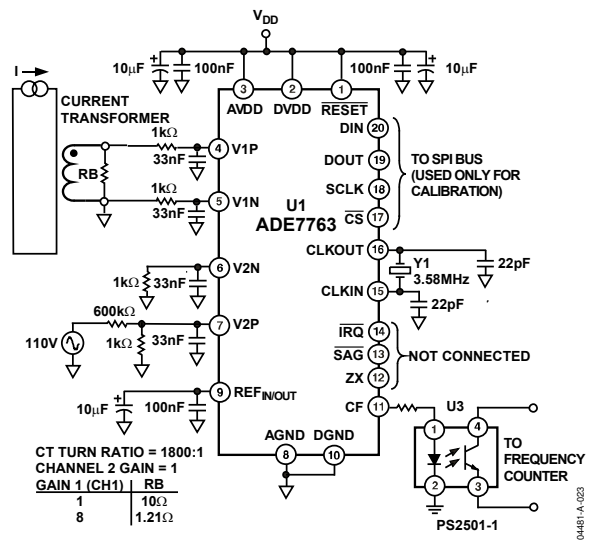 VDD
10µF
100nF
100nF
10µF
I
CURRENT
TRANSFORMER
3
2
1
AVDD
DVDD
RESET
1kΩ
4
V1P
33nF
RB
1kΩ
5
V1N
33nF
U1
ADE7763
DIN
20
DOUT
19
SCLK
18
CS
17
TO SPI BUS
(USED ONLY FOR
CALIBRATION)
CLKOUT
16
Y1
3.58MHz
22pF
CLKIN
15
22pF
6
V2N
1kΩ
33nF
600kΩ
7
V2P
110V
1kΩ
33nF
IRQ
14
SAG
13
ZX
12
NOT CONNECTED
9
REFIN/OUT
10µF
100nF
CF
11
U3
1
4
2
3
TO
FREQUENCY
COUNTER
PS2501-1
AGND
DGND
8
10
CT TURN RATIO = 1800:1
CHANNEL 2 GAIN = 1
GAIN 1 (CH1) RB
1 10Ω
8 1.21Ω
04481-A-023